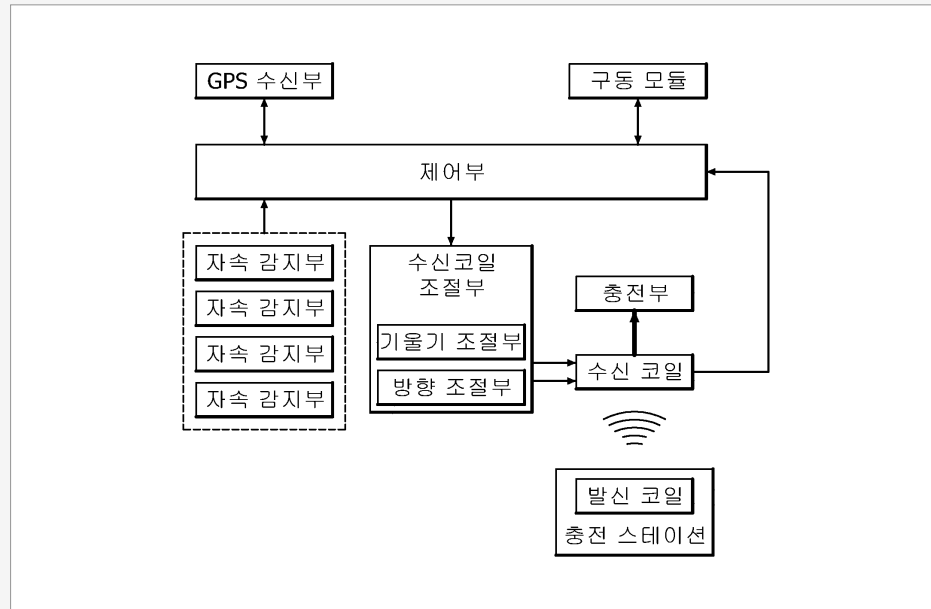 GPS 수신부
구동 모듈
제어부
자속 감지부
자속 감지부
자속 감지부
자속 감지부
수신코일
조절부
기울기 조절부
방향 조절부
충전부
수신 코일
발신 코일
충전 스테이션